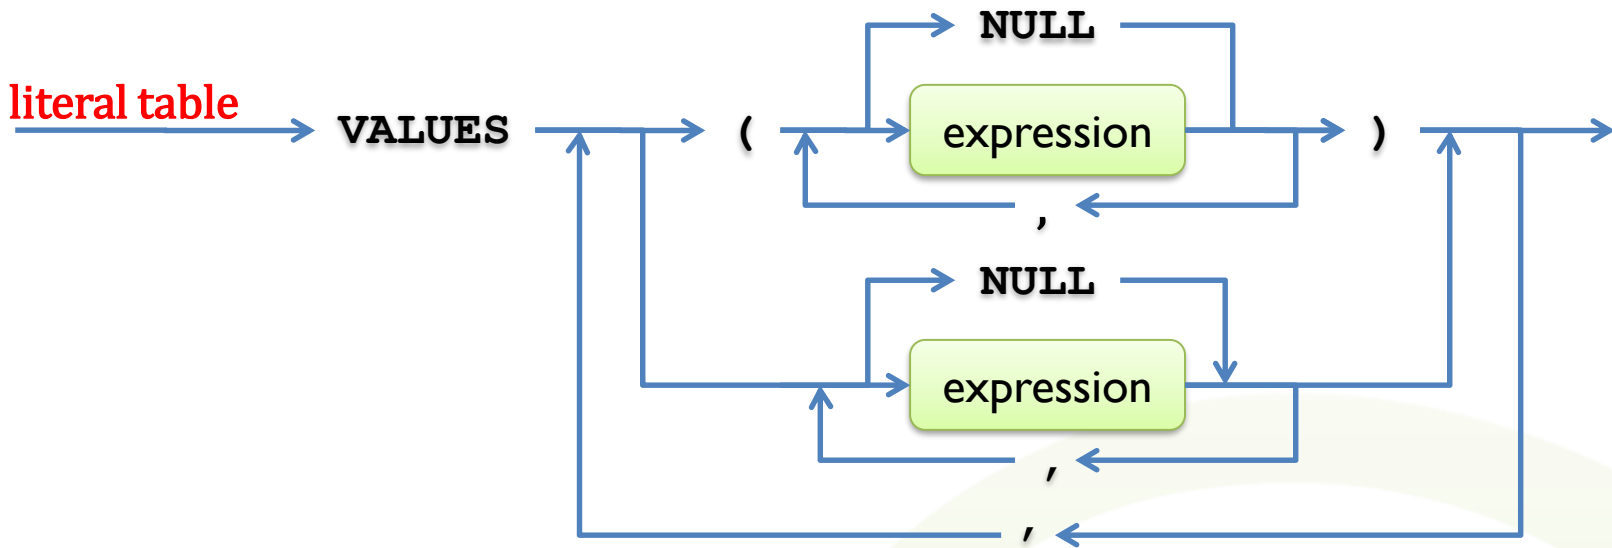 NULL
literal table
VALUES ( expression )
,
NULL
expression
,
,